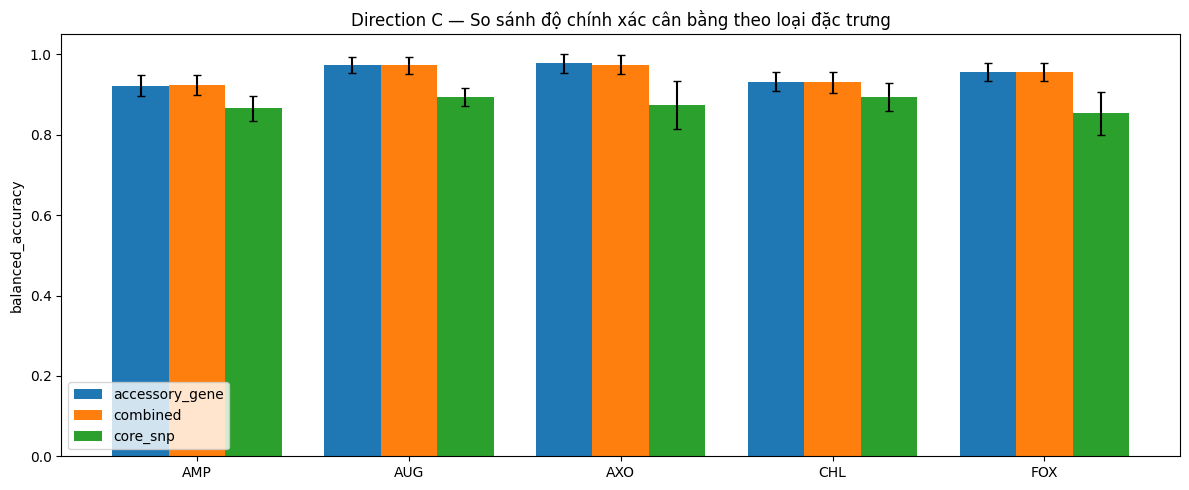 Direction C — So sánh độ chính xác cân bằng theo loại đặc trưng
balanced_accuracy
1.0
0.8
0.6
0.4
0.2
0.0
accessory_gene
combined
core_snp
AMP AUG AXO CHL FOX